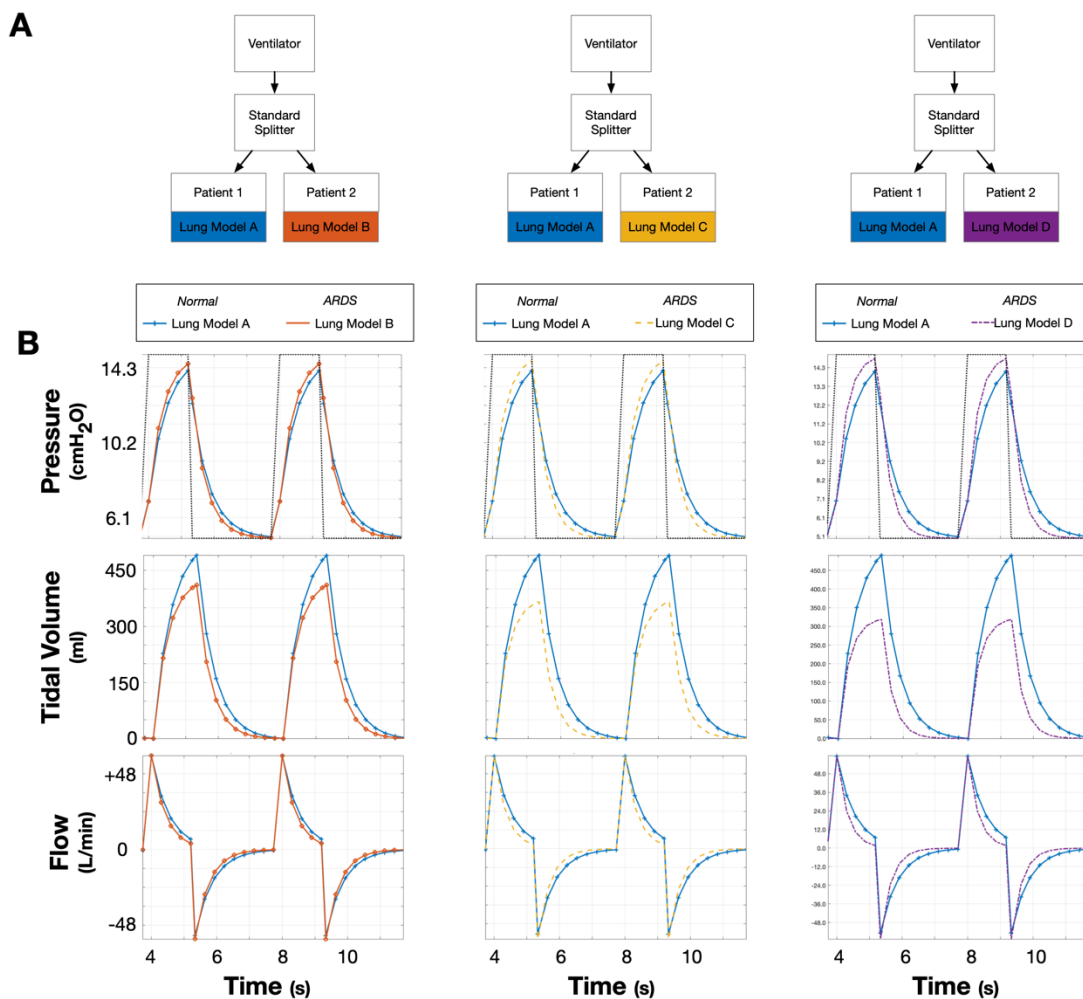 A
Ventilator
Standard
Splitter
Patient 1
Patient 2
Lung Model A
Lung Model B
Ventilator
Standard
Splitter
Patient 1
Patient 2
Lung Model A
Lung Model C
Ventilator
Standard
Splitter
Patient 1
Patient 2
Lung Model A
Lung Model D
Normal
ARDS
Lung Model A
Lung Model B
Normal
ARDS
Lung Model A
Lung Model C
Normal
ARDS
Lung Model A
Lung Model D
B
Pressure
(cmH2O)
14.3
10.2
6.1
14.3
13.3
12.2
11.2
10.2
9.2
8.2
7.1
6.1
5.1
Tidal Volume
(ml)
450
300
150
0
450.0
400.0
350.0
300.0
250.0
200.0
150.0
100.0
50.0
0.0
Flow
(L/min)
+48
0
-48
48.0
36.0
24.0
12.0
0.0
-12.0
-24.0
-36.0
-48.0
4 6 8 10
4 6 8 10
4 6 8 10
Time (s)
Time (s)
Time (s)